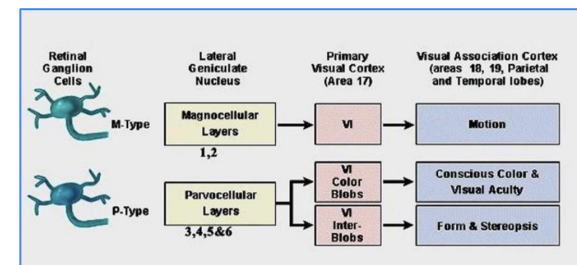 Retinal
Ganglion
Cells
Lateral
Geniculate
Nucleus
Primary
Visual Cortex
(Area 17)
Visual Association Cortex
(areas 18, 19, Parietal
and Temporal lobes)
M-Type
Magnocellular
Layers
1,2
VI
Motion
P-Type
Parvocellular
Layers
3,4,5&6
VI
Color
Blobs
Conscious Color &
Visual Acuity
VI
Inter-
Blobs
Form & Stereopsis